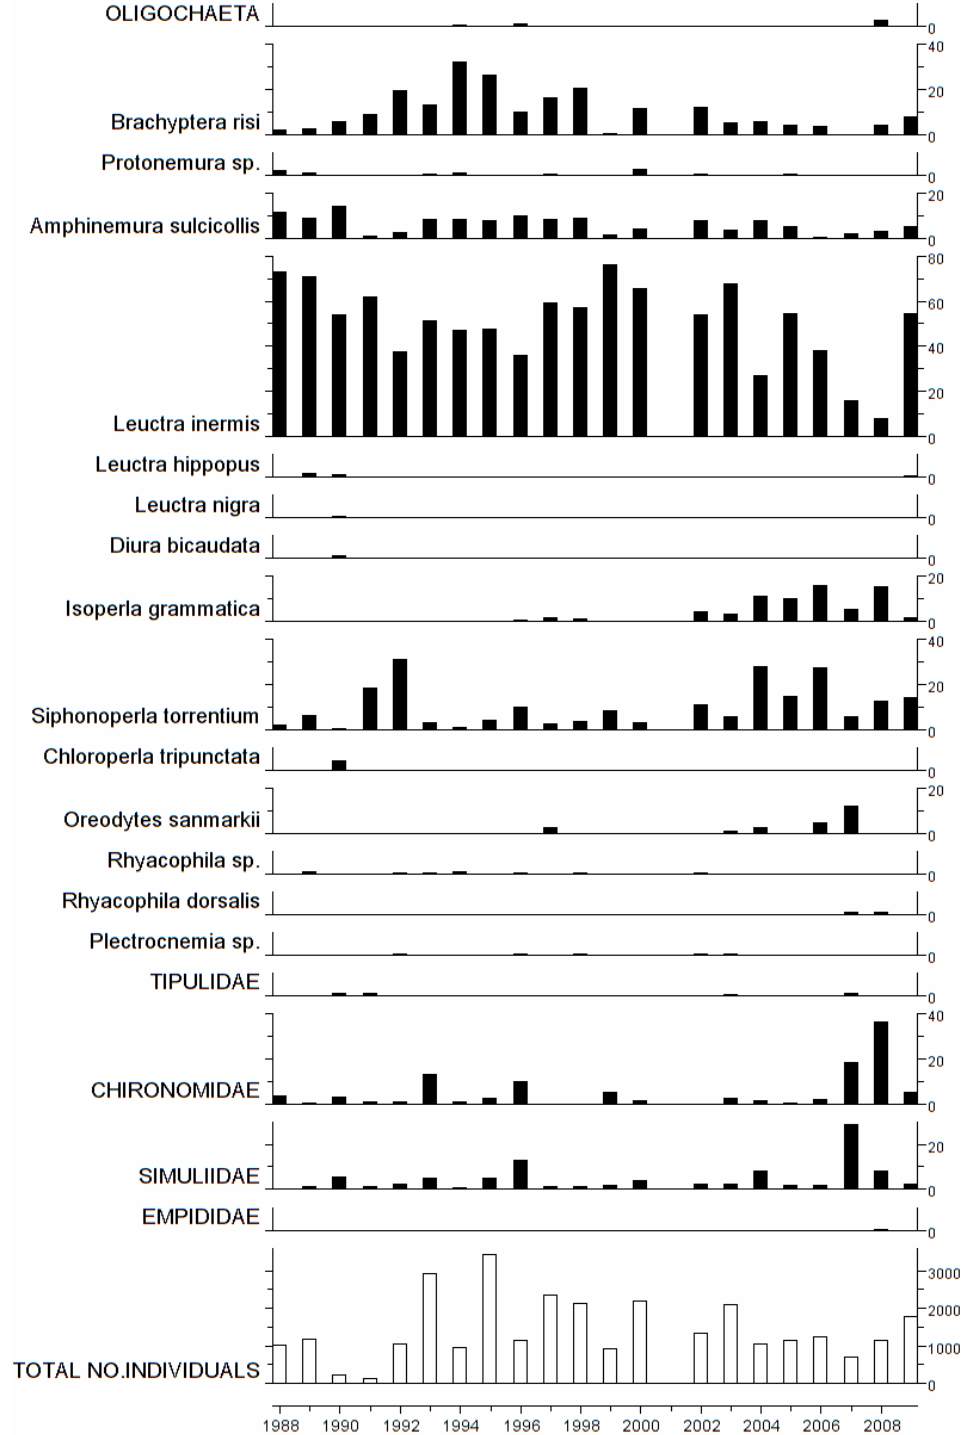 OLIGOCHAETA
0
40
20
Brachyptera risi
0
Protonemura sp.
0
20
Amphinemura sulcicollis
0
80
60
40
20
Leuctra inermis
0
Leuctra hippopus
0
Leuctra nigra
0
Diura bicaudata
0
20
Isoperla grammatica
0
40
20
Siphonoperla torrentium
0
Chloroperla tripunctata
0
20
Oreodytes sanmarkii
0
Rhyacophila sp.
0
Rhyacophila dorsalis
0
Plectrocnemia sp.
0
TIPULIDAE
0
40
20
CHIRONOMIDAE
0
20
SIMULIIDAE
0
EMPIDIDAE
0
3000
2000
1000
TOTAL NO.INDIVIDUALS
0
1988 1990 1992 1994 1996 1998 2000 2002 2004 2006 2008